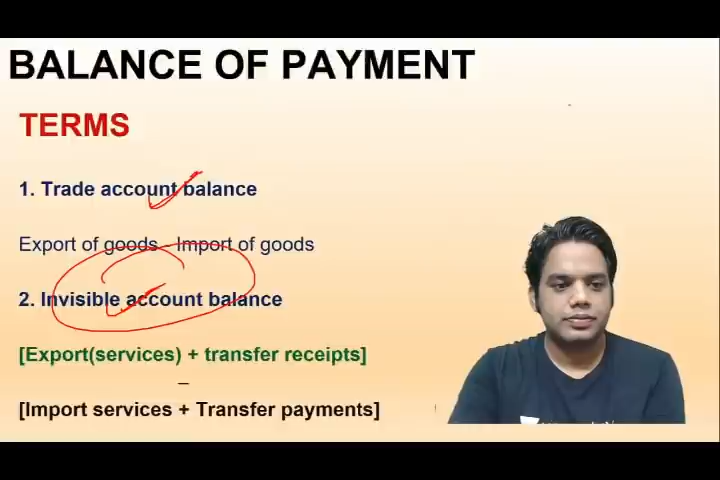 BALANCE OF PAYMENT
TERMS
1. Trade account balance
Export of goods - Import of goods
2. Invisible account balance
[Export(services) + transfer receipts]
–
[Import services + Transfer payments]